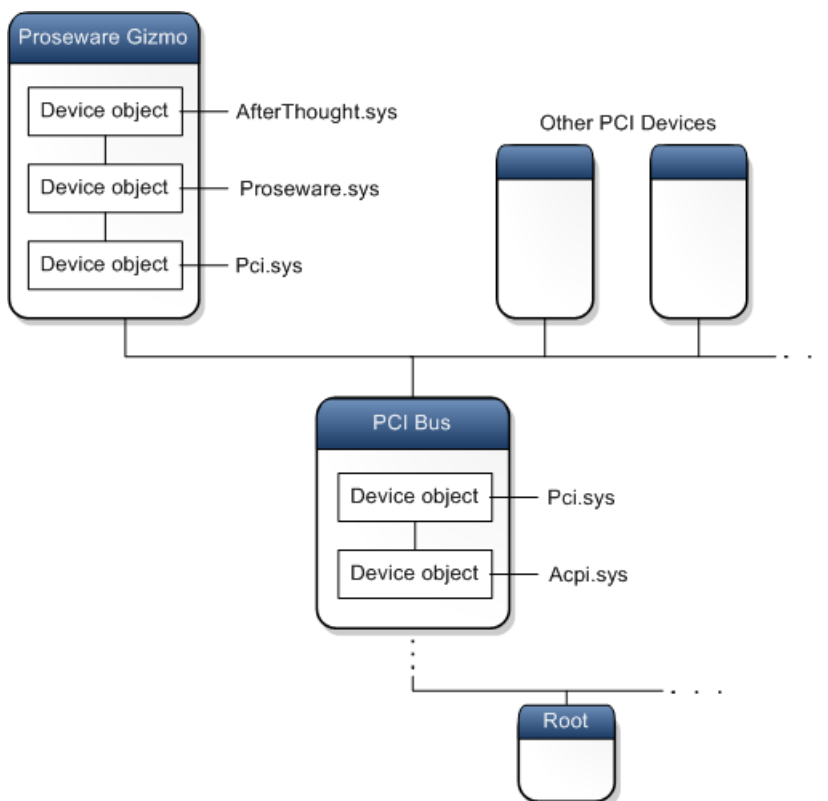 Proseware Gizmo
Device object
AfterThought.sys
Device object
Proseware.sys
Device object
Pci.sys
Other PCI Devices
PCI Bus
Device object
Pci.sys
Device object
Acpi.sys
Root